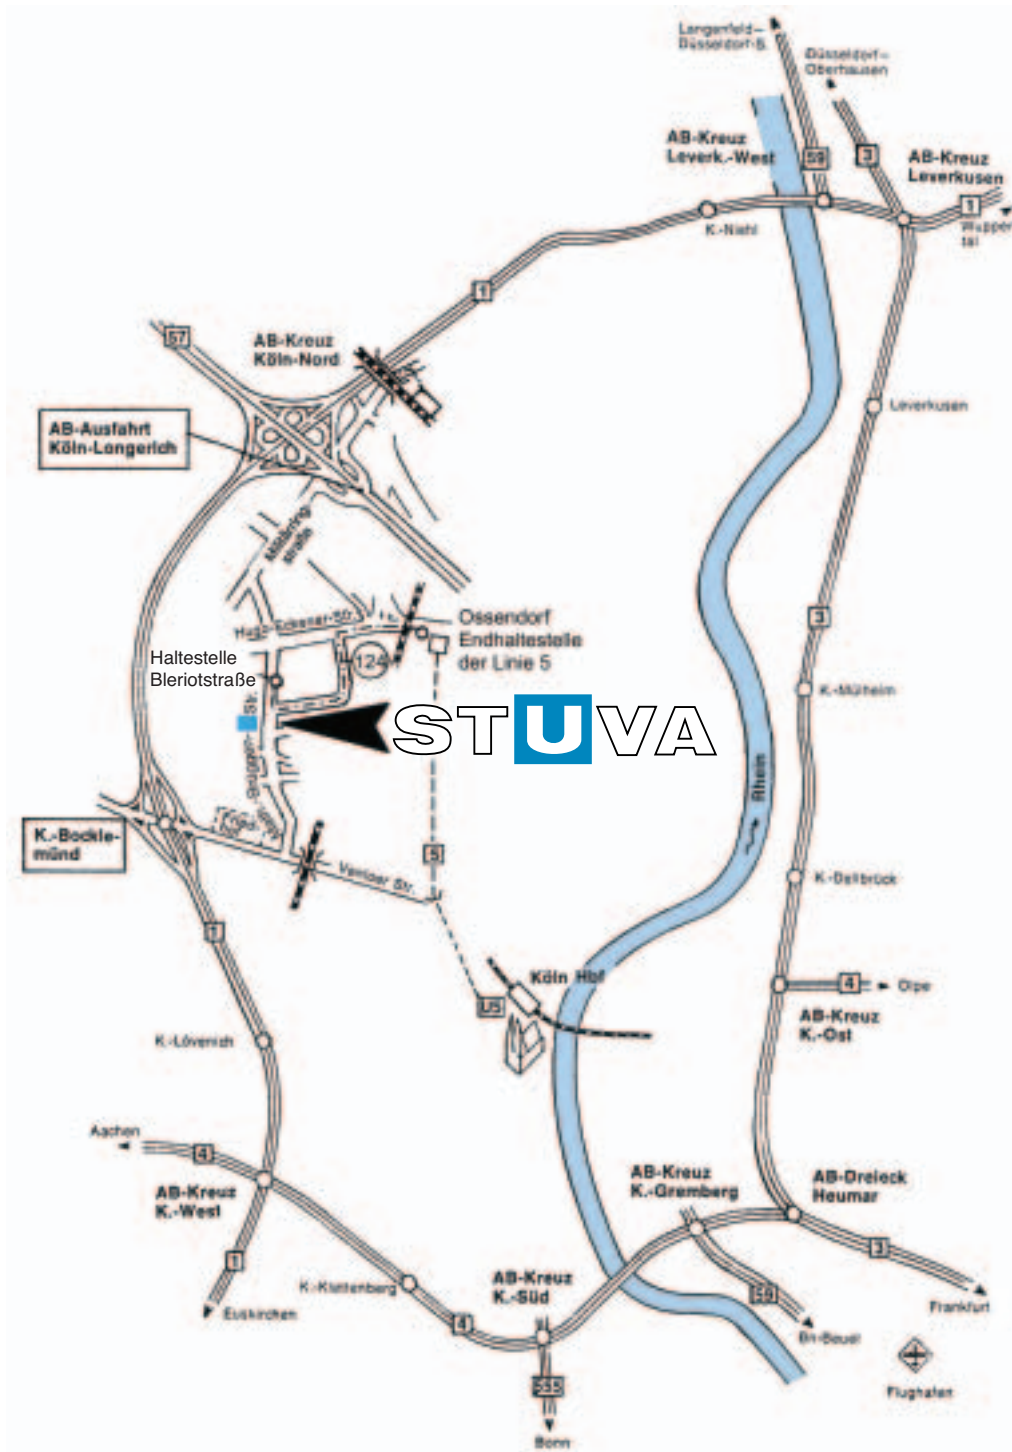 Langenfeld-
Düsseldorf-S.
Düsseldorf-
Oberhausen
AB-Kreuz
Leverk.-West
59
3
AB-Kreuz
Leverkusen
1
Wupper
tal
K.-Niehl
1
57
AB-Kreuz
Köln-Nord
AB-Ausfahrt
Köln-Longerich
Leverkusen
Militärring-
straße
Hugo-Eckener-Str.
Ossendorf
Endhaltestelle
der Linie 5
124
Haltestelle
Bleriotstraße
3
K.-Mülheim
STUVA
Str.
Rhein
K.-Bockle-
münd
5
Venloer Str.
K.-Dellbrück
1
Köln Hbf
U5
4
Olpe
AB-Kreuz
K.-Ost
K.-Lövenich
Aachen
4
AB-Kreuz
K.-West
AB-Kreuz
K.-Gremberg
AB-Dreieck
Heumar
1
3
K.-Klettenberg
AB-Kreuz
K.-Süd
59
Frankfurt
Euskirchen
4
Bn-Beuel
555
Flughafen
Bonn